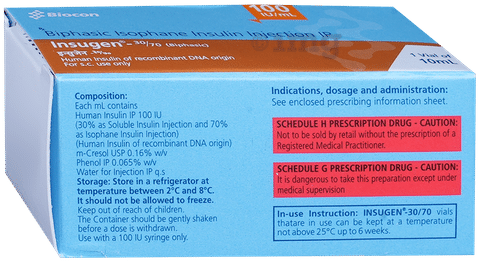 Biocon
100
IU/mL
Biphasic Isophane Insulin Injection IP
Insugen®-30/70 (Biphasic)
इन्सुजेन 30/70
Human Insulin of recombinant DNA origin
For s.c. use only
1 Vial of
10mL
Composition:
Each mL contains
Human Insulin IP 100 IU
(30% as Soluble Insulin Injection and 70%
as Isophane Insulin Injection)
(Human Insulin of recombinant DNA origin)
m-Cresol USP 0.16% w/v
Phenol IP 0.065% w/v
Water for Injection IP q.s
Storage: Store in a refrigerator at
temperature between 2°C and 8°C.
It should not be allowed to freeze.
Keep out of reach of children.
The Container should be gently shaken
before a dose is withdrawn.
Use with a 100 IU syringe only.
Indications, dosage and administration:
See enclosed prescribing information sheet.
SCHEDULE H PRESCRIPTION DRUG - CAUTION:
Not to be sold by retail without the prescription of a
Registered Medical Practitioner.
SCHEDULE G PRESCRIPTION DRUG - CAUTION:
It is dangerous to take this preparation except under
medical supervision
In-use Instruction: INSUGEN®-30/70 vials
thatare in use can be kept at a temperature
not above 25°C up to 6 weeks.